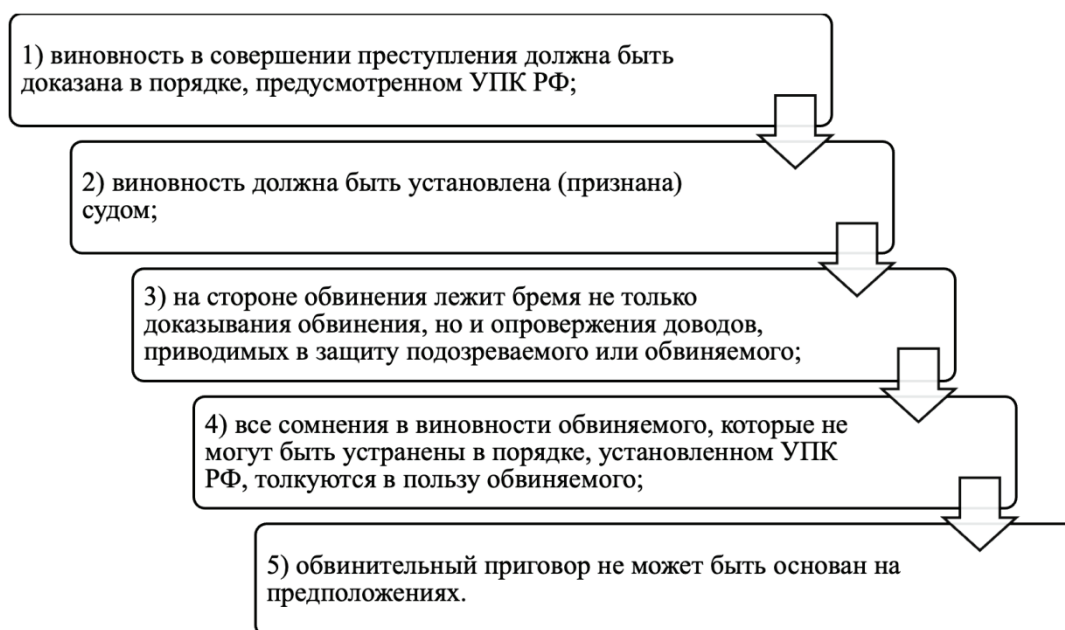 1) виновность в совершении преступления должна быть
доказана в порядке, предусмотренном УПК РФ;
2) виновность должна быть установлена (признана)
судом;
3) на стороне обвинения лежит бремя не только
доказывания обвинения, но и опровержения доводов,
приводимых в защиту подозреваемого или обвиняемого;
4) все сомнения в виновности обвиняемого, которые не
могут быть устранены в порядке, установленном УПК
РФ, толкуются в пользу обвиняемого;
5) обвинительный приговор не может быть основан на
предположениях.